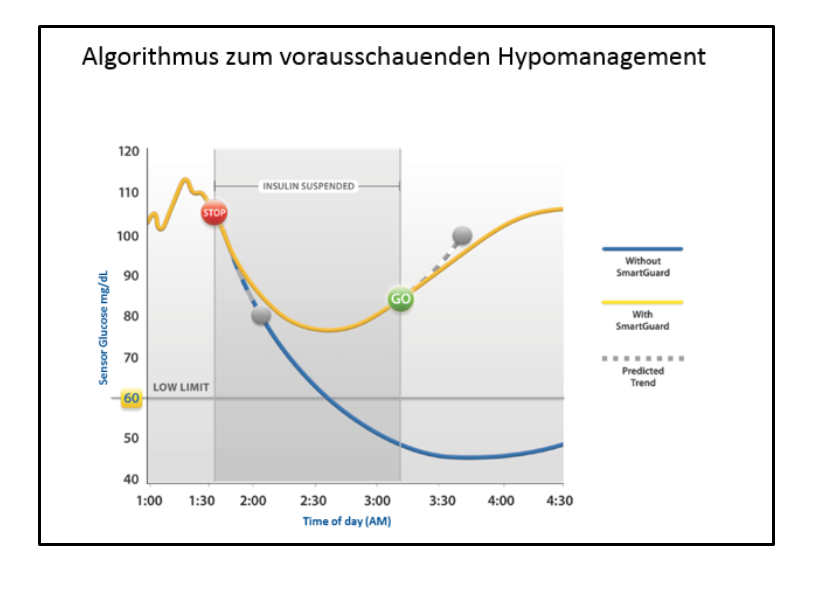 Algorithmus zum vorausschauenden Hypomanagement
120
110
100
90
80
70
60
50
40
Sensor Glucose mg/dL
INSULIN SUSPENDED
STOP
GO
LOW LIMIT
1:00 1:30 2:00 2:30 3:00 3:30 4:00 4:30
Time of day (AM)
Without
SmartGuard
With
SmartGuard
Predicted
Trend